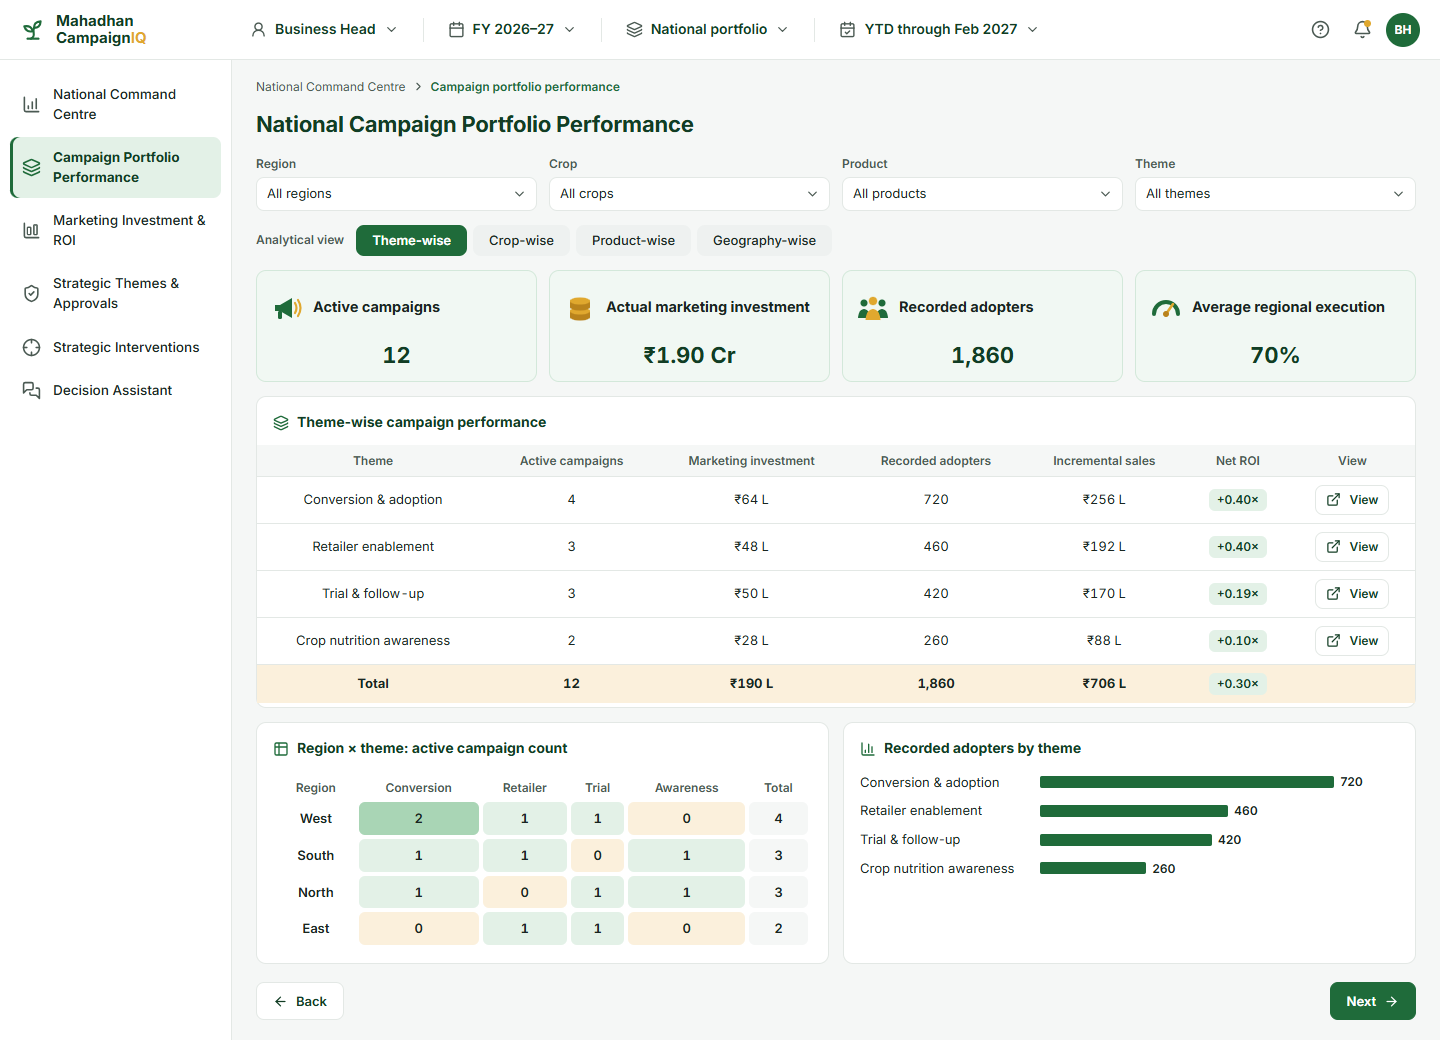 Mahadhan
CampaignIQ
Business Head
FY 2026–27
National portfolio
YTD through Feb 2027
BH
National Command
Centre
Campaign Portfolio
Performance
Marketing Investment &
ROI
Strategic Themes &
Approvals
Strategic Interventions
Decision Assistant
National Command Centre > Campaign portfolio performance
National Campaign Portfolio Performance
Region Crop Product Theme
All regions All crops All products All themes
Analytical view Theme-wise Crop-wise Product-wise Geography-wise
Active campaigns
12
Actual marketing investment
₹1.90 Cr
Recorded adopters
1,860
Average regional execution
70%
Theme-wise campaign performance
Theme Active campaigns Marketing investment Recorded adopters Incremental sales Net ROI View
Conversion & adoption 4 ₹64 L 720 ₹256 L +0.40× View
Retailer enablement 3 ₹48 L 460 ₹192 L +0.40× View
Trial & follow-up 3 ₹50 L 420 ₹170 L +0.19× View
Crop nutrition awareness 2 ₹28 L 260 ₹88 L +0.10× View
Total 12 ₹190 L 1,860 ₹706 L +0.30×
Region × theme: active campaign count
Region Conversion Retailer Trial Awareness Total
West 2 1 1 0 4
South 1 1 0 1 3
North 1 0 1 1 3
East 0 1 1 0 2
Recorded adopters by theme
Conversion & adoption 720
Retailer enablement 460
Trial & follow-up 420
Crop nutrition awareness 260
Back
Next